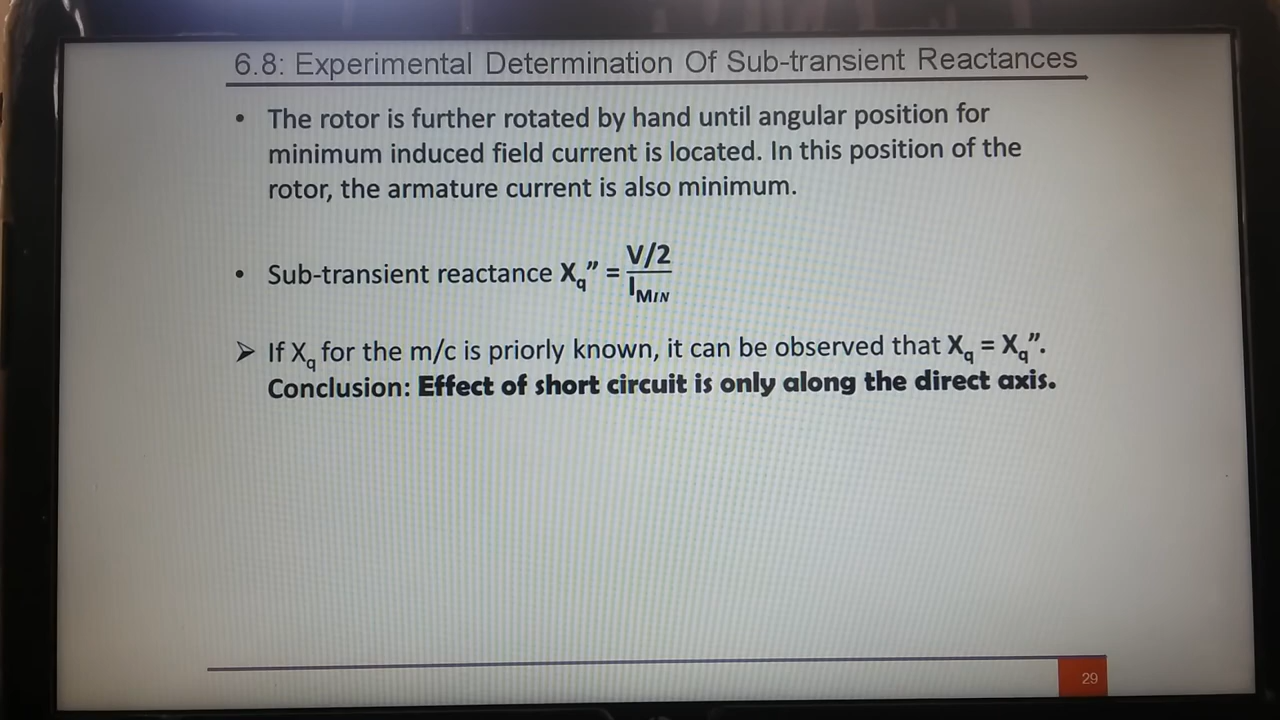 6.8: Experimental Determination Of Sub-transient Reactances
• The rotor is further rotated by hand until angular position for
minimum induced field current is located. In this position of the
rotor, the armature current is also minimum.
• Sub-transient reactance Xq” = V/2 / IMIN
➢ If Xq for the m/c is priorly known, it can be observed that Xq = Xq”.
Conclusion: Effect of short circuit is only along the direct axis.
29